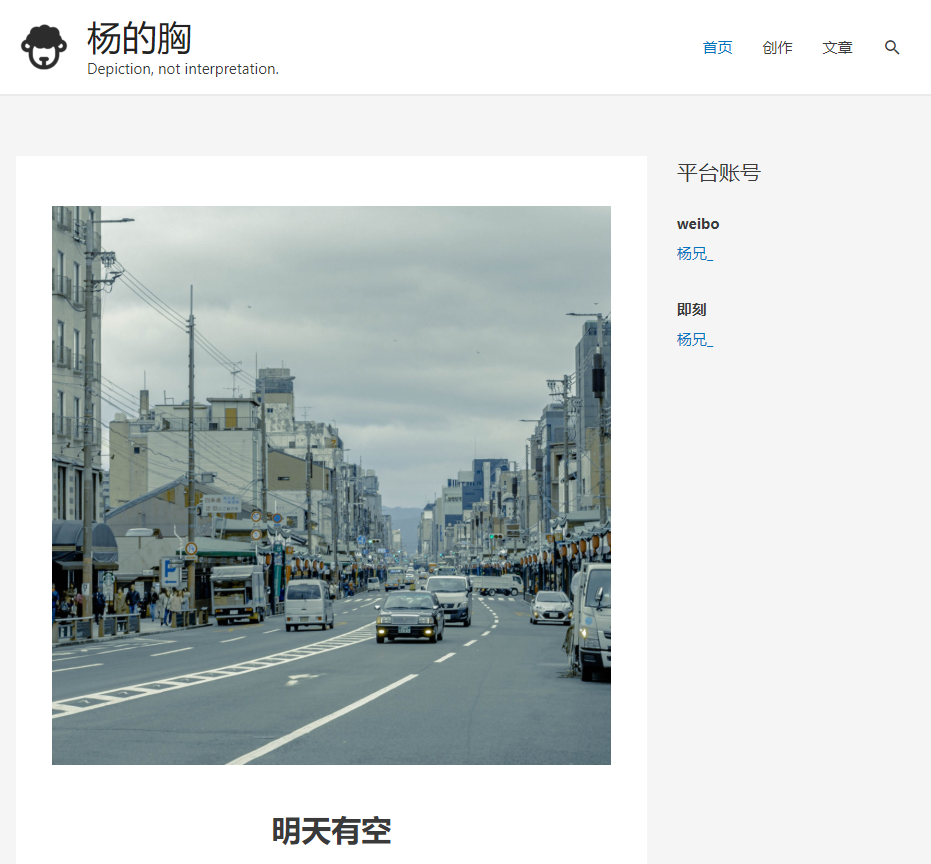 杨的胸
Depiction, not interpretation.
首页
创作
文章
平台账号
weibo
杨兄_
即刻
杨兄_
明天有空